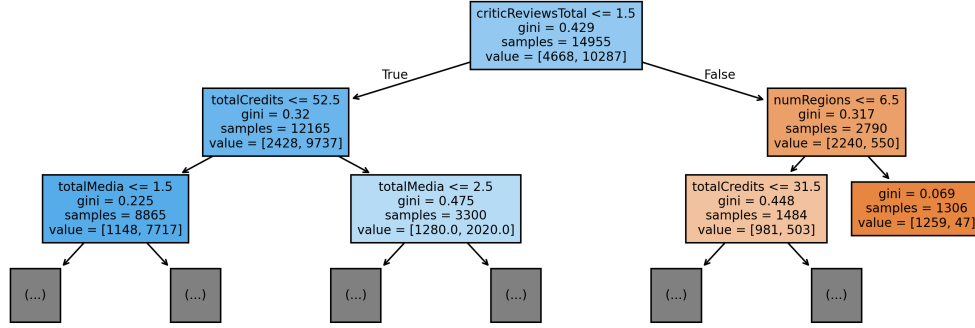 criticReviewsTotal <= 1.5
gini = 0.429
samples = 14955
value = [4668, 10287]
True
False
totalCredits <= 52.5
gini = 0.32
samples = 12165
value = [2428, 9737]
numRegions <= 6.5
gini = 0.317
samples = 2790
value = [2240, 550]
totalMedia <= 1.5
gini = 0.225
samples = 8865
value = [1148, 7717]
totalMedia <= 2.5
gini = 0.475
samples = 3300
value = [1280.0, 2020.0]
totalCredits <= 31.5
gini = 0.448
samples = 1484
value = [981, 503]
gini = 0.069
samples = 1306
value = [1259, 47]
(...)
(...)
(...)
(...)
(...)
(...)